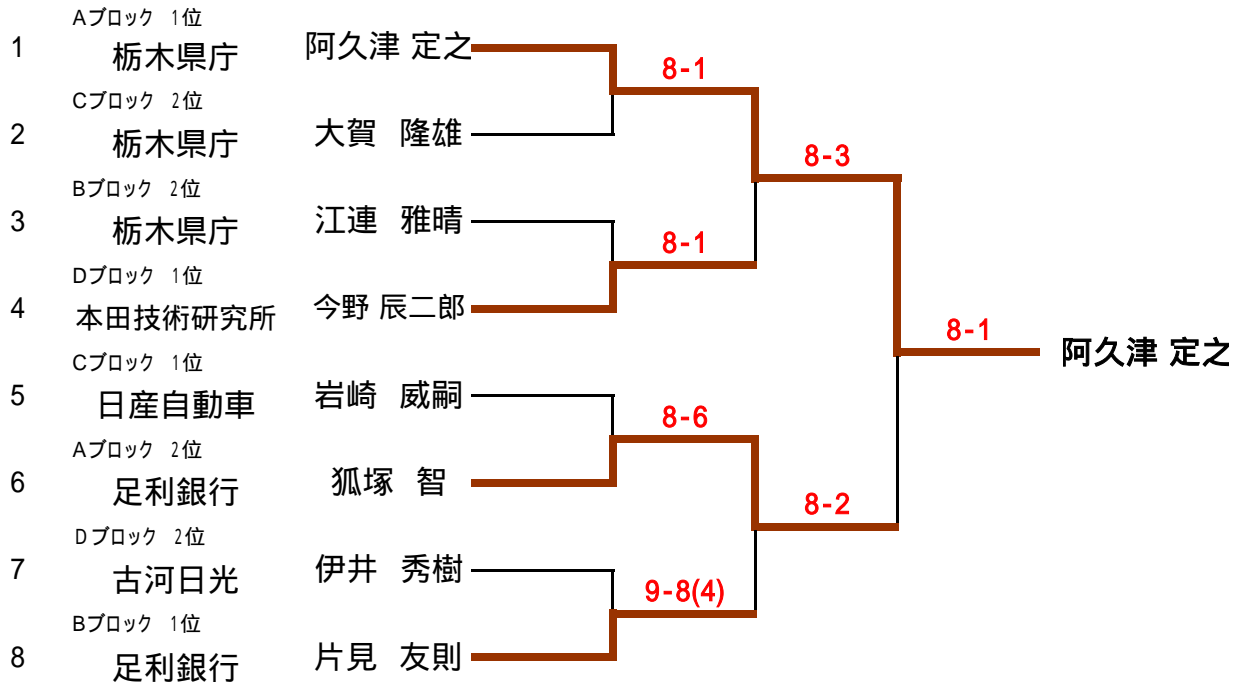 Aブロック 1位
1 栃木県庁 阿久津 定之
8-1
Cブロック 2位
2 栃木県庁 大賀 隆雄
8-3
Bブロック 2位
3 栃木県庁 江連 雅晴
8-1
Dブロック 1位
4 本田技術研究所 今野 辰二郎
8-1 阿久津 定之
Cブロック 1位
5 日産自動車 岩崎 威嗣
8-6
Aブロック 2位
6 足利銀行 狐塚 智
8-2
Dブロック 2位
7 古河日光 伊井 秀樹
9-8(4)
Bブロック 1位
8 足利銀行 片見 友則